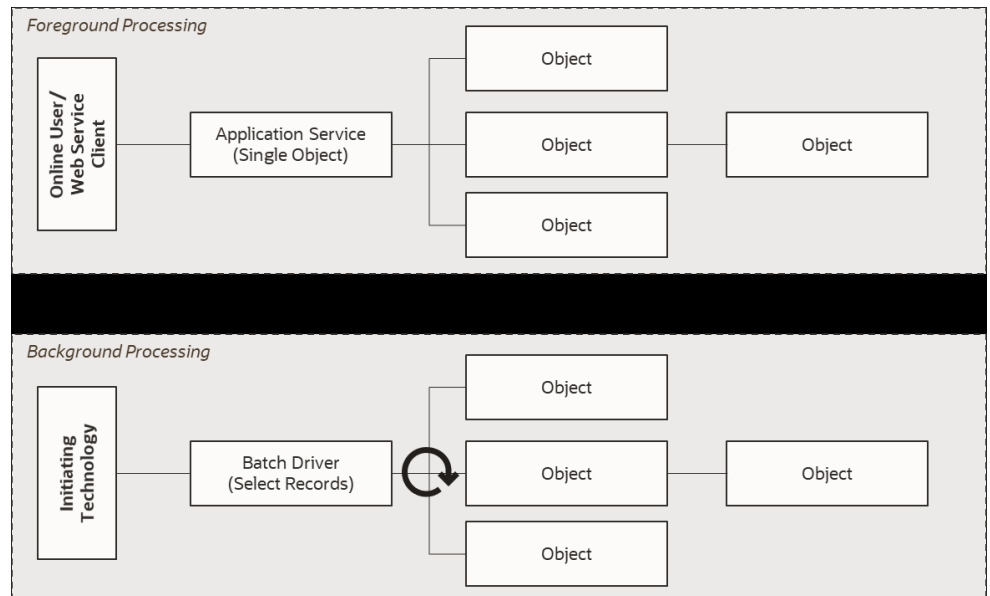 Foreground Processing
Online User/
Web Service
Client
Application Service
(Single Object)
Object
Object
Object
Object
Background Processing
Initiating
Technology
Batch Driver
(Select Records)
Object
Object
Object
Object